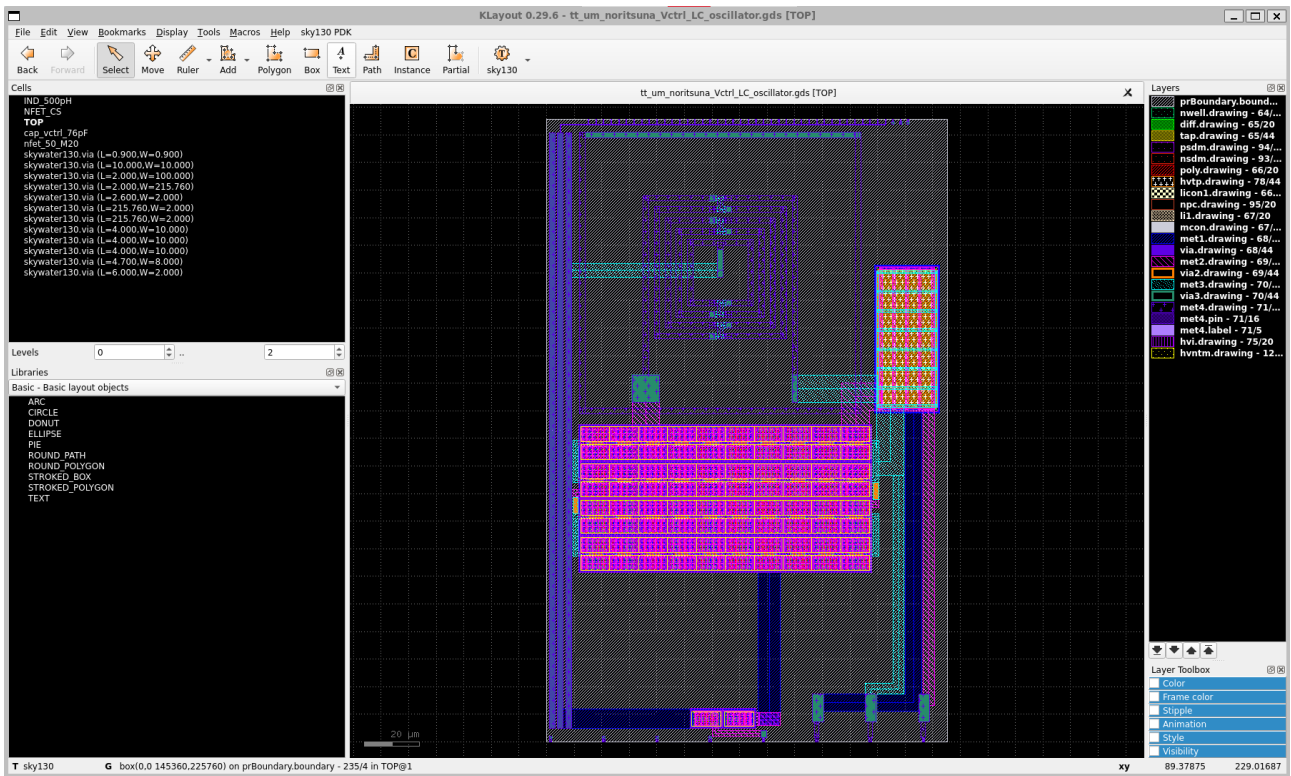 KLayout 0.29.6 - tt_um_noritsuna_Vctrl_LC_oscillator.gds [TOP]
File Edit View Bookmarks Display Tools Macros Help sky130 PDK
Back Forward Select Move Ruler Add Polygon Box Text Path Instance Partial sky130
Cells
IND_500pH
NFET_CS
TOP
cap_vctrl_76pF
nfet_50_M20
skywater130.via (L=0.900,W=0.900)
skywater130.via (L=10.000,W=10.000)
skywater130.via (L=2.000,W=100.000)
skywater130.via (L=2.000,W=215.760)
skywater130.via (L=2.600,W=2.000)
skywater130.via (L=215.760,W=2.000)
skywater130.via (L=215.760,W=2.000)
skywater130.via (L=4.000,W=10.000)
skywater130.via (L=4.000,W=10.000)
skywater130.via (L=4.000,W=10.000)
skywater130.via (L=4.700,W=8.000)
skywater130.via (L=6.000,W=2.000)
Levels 0 .. 2
Libraries
Basic - Basic layout objects
ARC
CIRCLE
DONUT
ELLIPSE
PIE
ROUND_PATH
ROUND_POLYGON
STROKED_BOX
STROKED_POLYGON
TEXT
tt_um_noritsuna_Vctrl_LC_oscillator.gds [TOP]
20 µm
Layers
prBoundary.bound...
nwell.drawing - 64/...
diff.drawing - 65/20
tap.drawing - 65/44
psdm.drawing - 94/...
nsdm.drawing - 93/...
poly.drawing - 66/20
hvtp.drawing - 78/44
licon1.drawing - 66...
npc.drawing - 95/20
li1.drawing - 67/20
mcon.drawing - 67/...
met1.drawing - 68/...
via.drawing - 68/44
met2.drawing - 69/...
via2.drawing - 69/44
met3.drawing - 70/...
via3.drawing - 70/44
met4.drawing - 71/...
met4.pin - 71/16
met4.label - 71/5
hvi.drawing - 75/20
hvntm.drawing - 12...
Layer Toolbox
Color
Frame color
Stipple
Animation
Style
Visibility
T sky130 G box(0,0 145360,225760) on prBoundary.boundary - 235/4 in TOP@1 xy 89.37875 229.01687